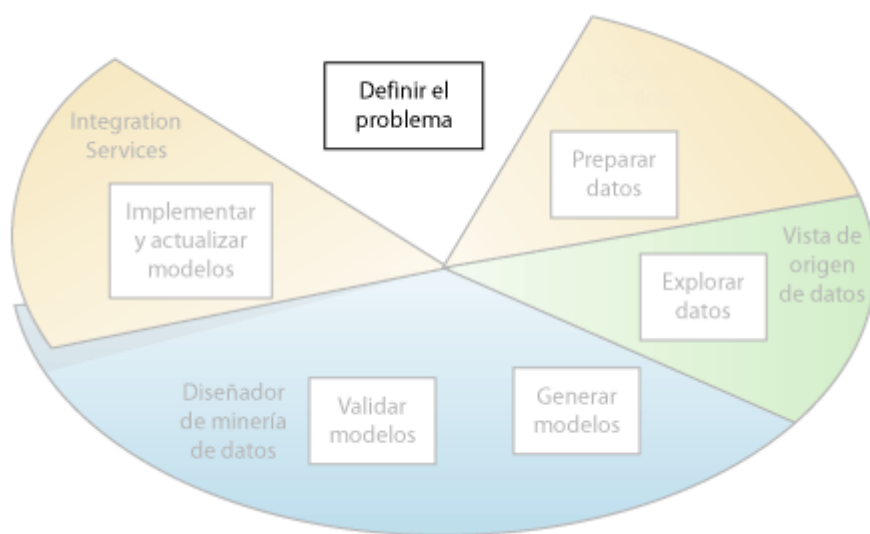 Definir el
problema
Preparar
datos
Vista de
origen
de datos
Explorar
datos
Generar
modelos
Validar
modelos
Diseñador
de minería
de datos
Implementar
y actualizar
modelos
Integration
Services